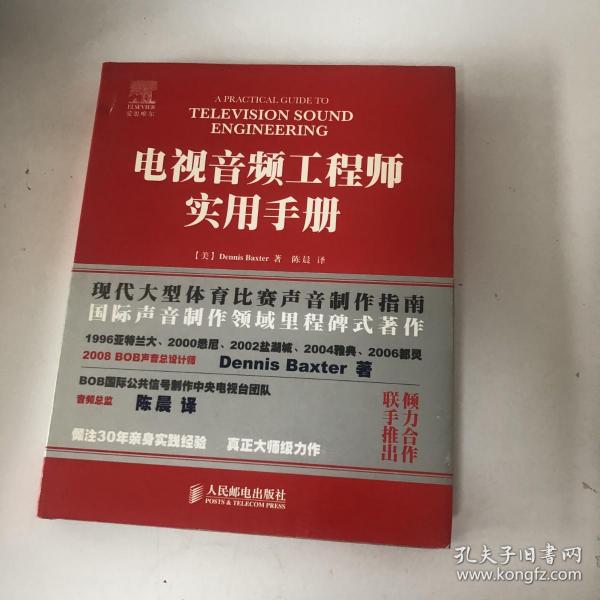 ELSEVIER
爱思唯尔
A PRACTICAL GUIDE TO
TELEVISION SOUND
ENGINEERING
电视音频工程师
实用手册
【美】Dennis Baxter 著 陈晨 译
现代大型体育比赛声音制作指南
国际声音制作领域里程碑式著作
1996亚特兰大、2000悉尼、2002盐湖城、2004雅典、2006都灵
2008 BOB声音总设计师 Dennis Baxter 著
BOB国际公共信号制作中央电视台团队
音频总监 陈晨 译
倾力合作
联手推出
倾注30年亲身实践经验 真正大师级力作
人民邮电出版社
POSTS & TELECOM PRESS
孔夫子旧书网
www.kongfz.com